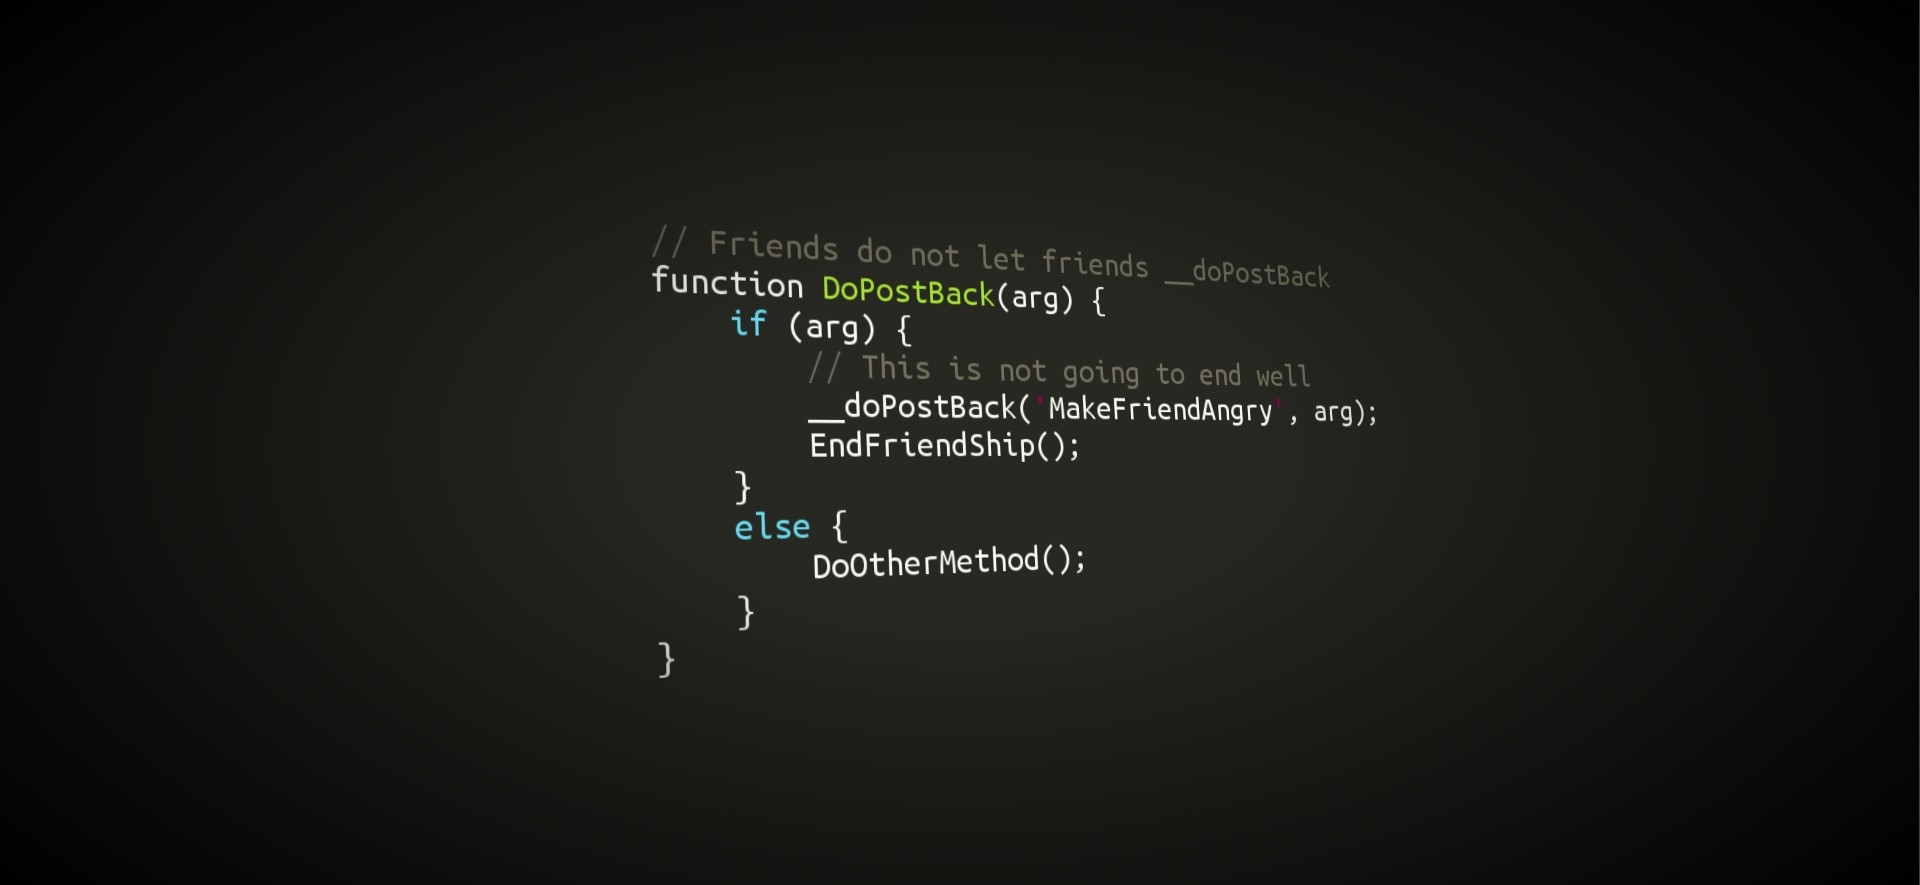 // Friends do not let friends __doPostBack
function DoPostBack(arg) {
if (arg) {
// This is not going to end well
__doPostBack('MakeFriendAngry', arg);
EndFriendShip();
}
else {
DoOtherMethod();
}
}